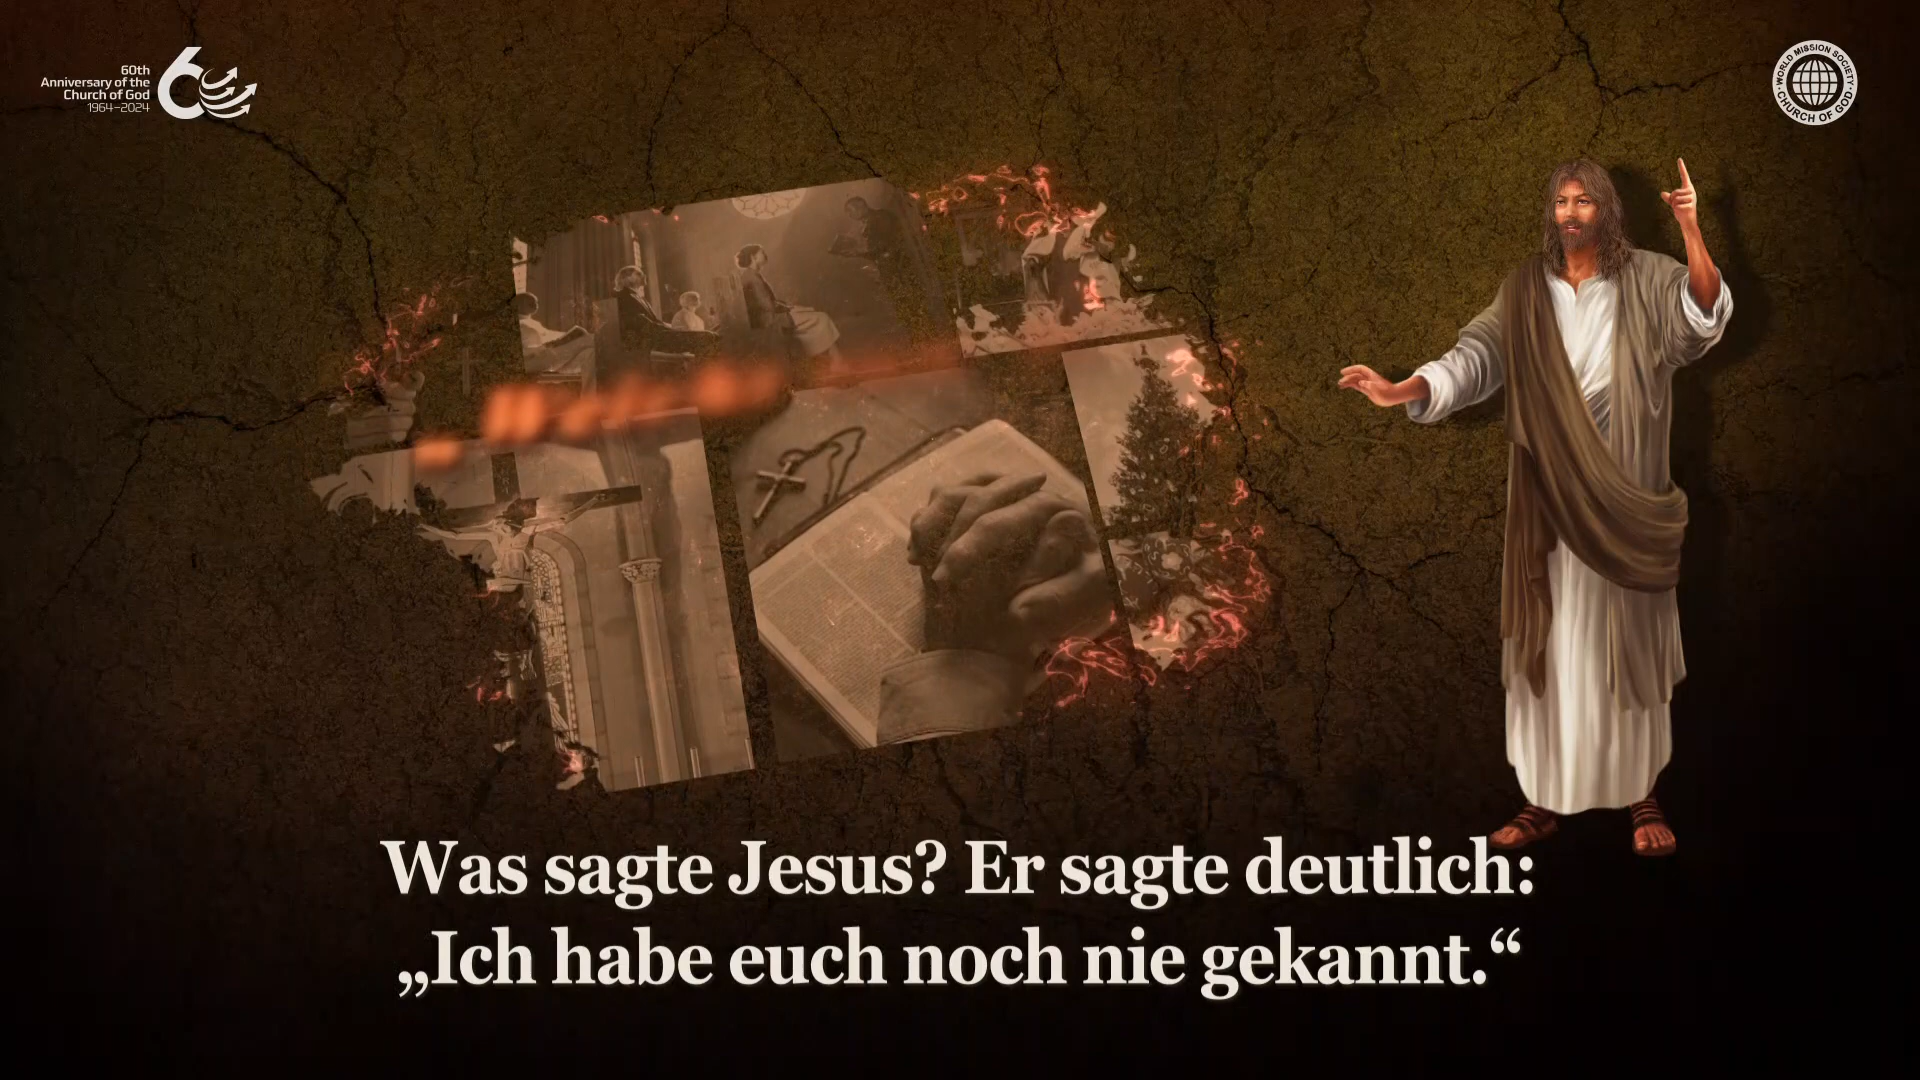 60th
Anniversary of the
Church of God
1964–2024
WORLD MISSION SOCIETY
CHURCH OF GOD
Was sagte Jesus? Er sagte deutlich:
„Ich habe euch noch nie gekannt.“